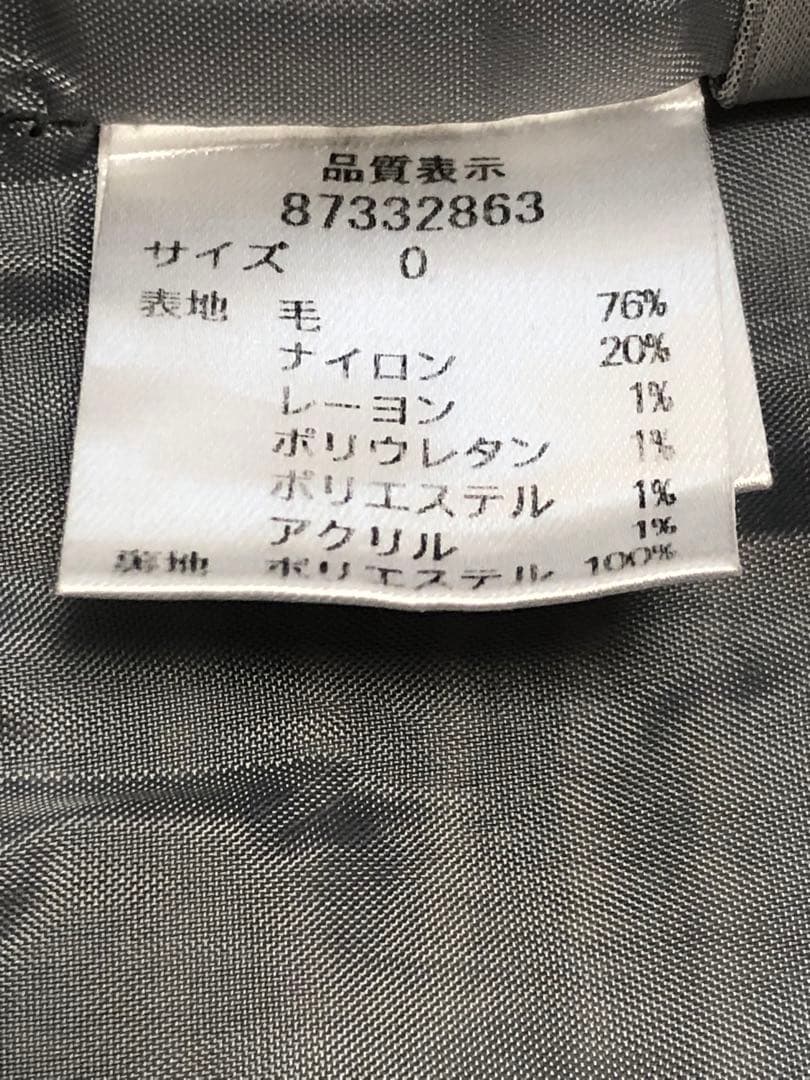 品質表示
87332863
サイズ 0
表地 毛 76%
ナイロン 20%
レーヨン 1%
ポリウレタン 1%
ポリエステル 1%
アクリル 1%
裏地 ポリエステル 100%